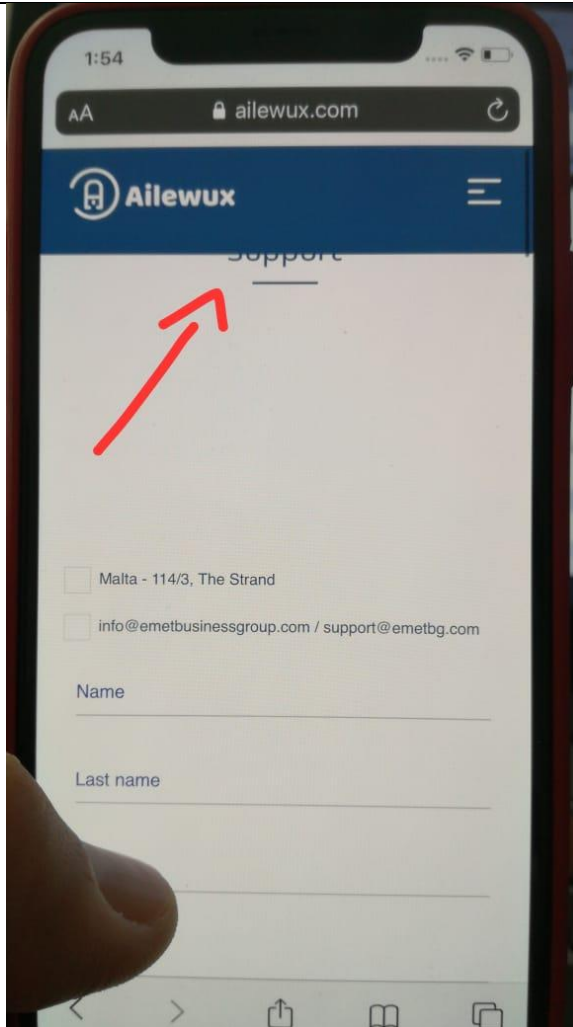 1:54
AA ailewux.com
Ailewux
Support
Malta - 114/3, The Strand
info@emetbusinessgroup.com / support@emetbg.com
Name
Last name